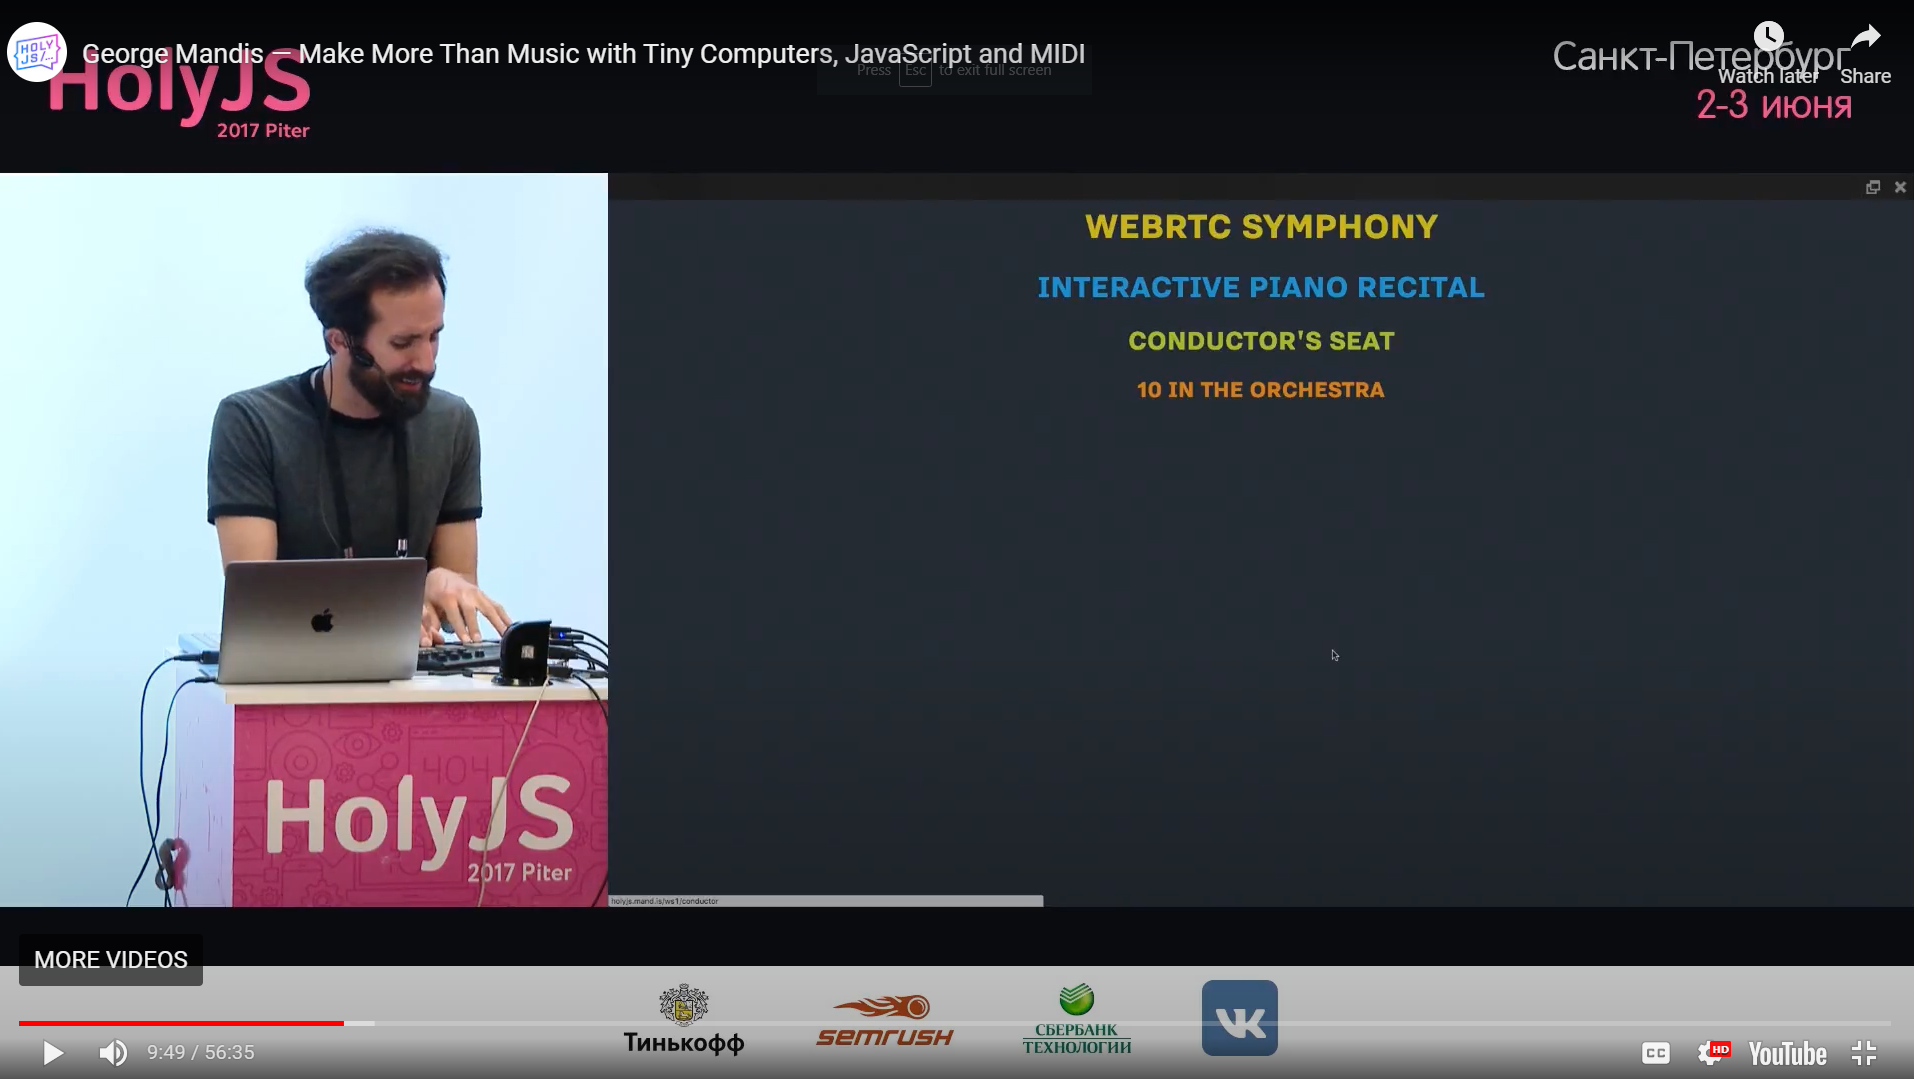 HOLY
JS/...
George Mandis — Make More Than Music with Tiny Computers, JavaScript and MIDI
Press Esc to exit full screen
Watch later
Share
HolyJS
2017 Piter
Санкт-Петербург
2-3 июня
WEBRTC SYMPHONY
INTERACTIVE PIANO RECITAL
CONDUCTOR'S SEAT
10 IN THE ORCHESTRA
404
HolyJS
2017 Piter
holyjs.mand.is/ws1/conductor
MORE VIDEOS
Тинькофф
SEMRUSH
СБЕРБАНК
ТЕХНОЛОГИИ
VK
9:49 / 56:35
CC
HD
YouTube